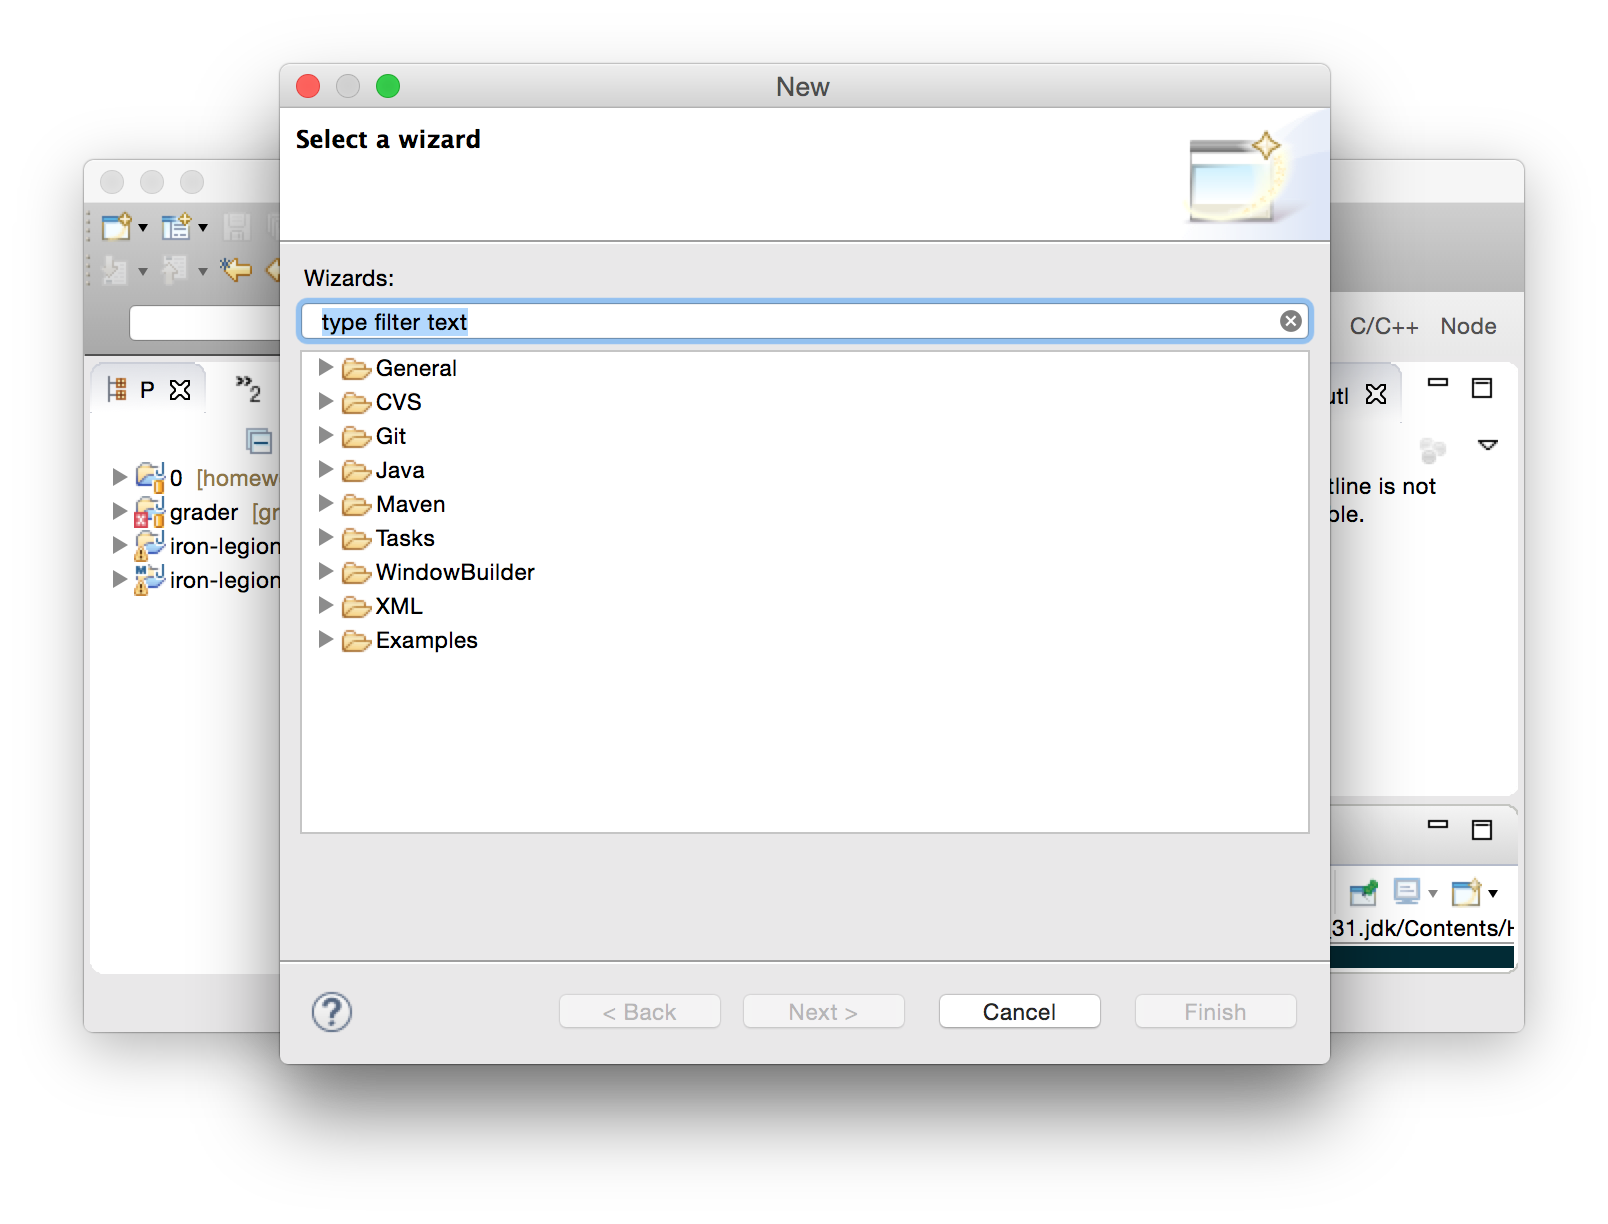 New
Select a wizard
Wizards:
type filter text
General
CVS
Git
Java
Maven
Tasks
WindowBuilder
XML
Examples
?
< Back
Next >
Cancel
Finish
P
»2
0 [homew
grader [gr
iron-legion
M
iron-legion
C/C++ Node
utl
tline is not
ble.
_31.jdk/Contents/H